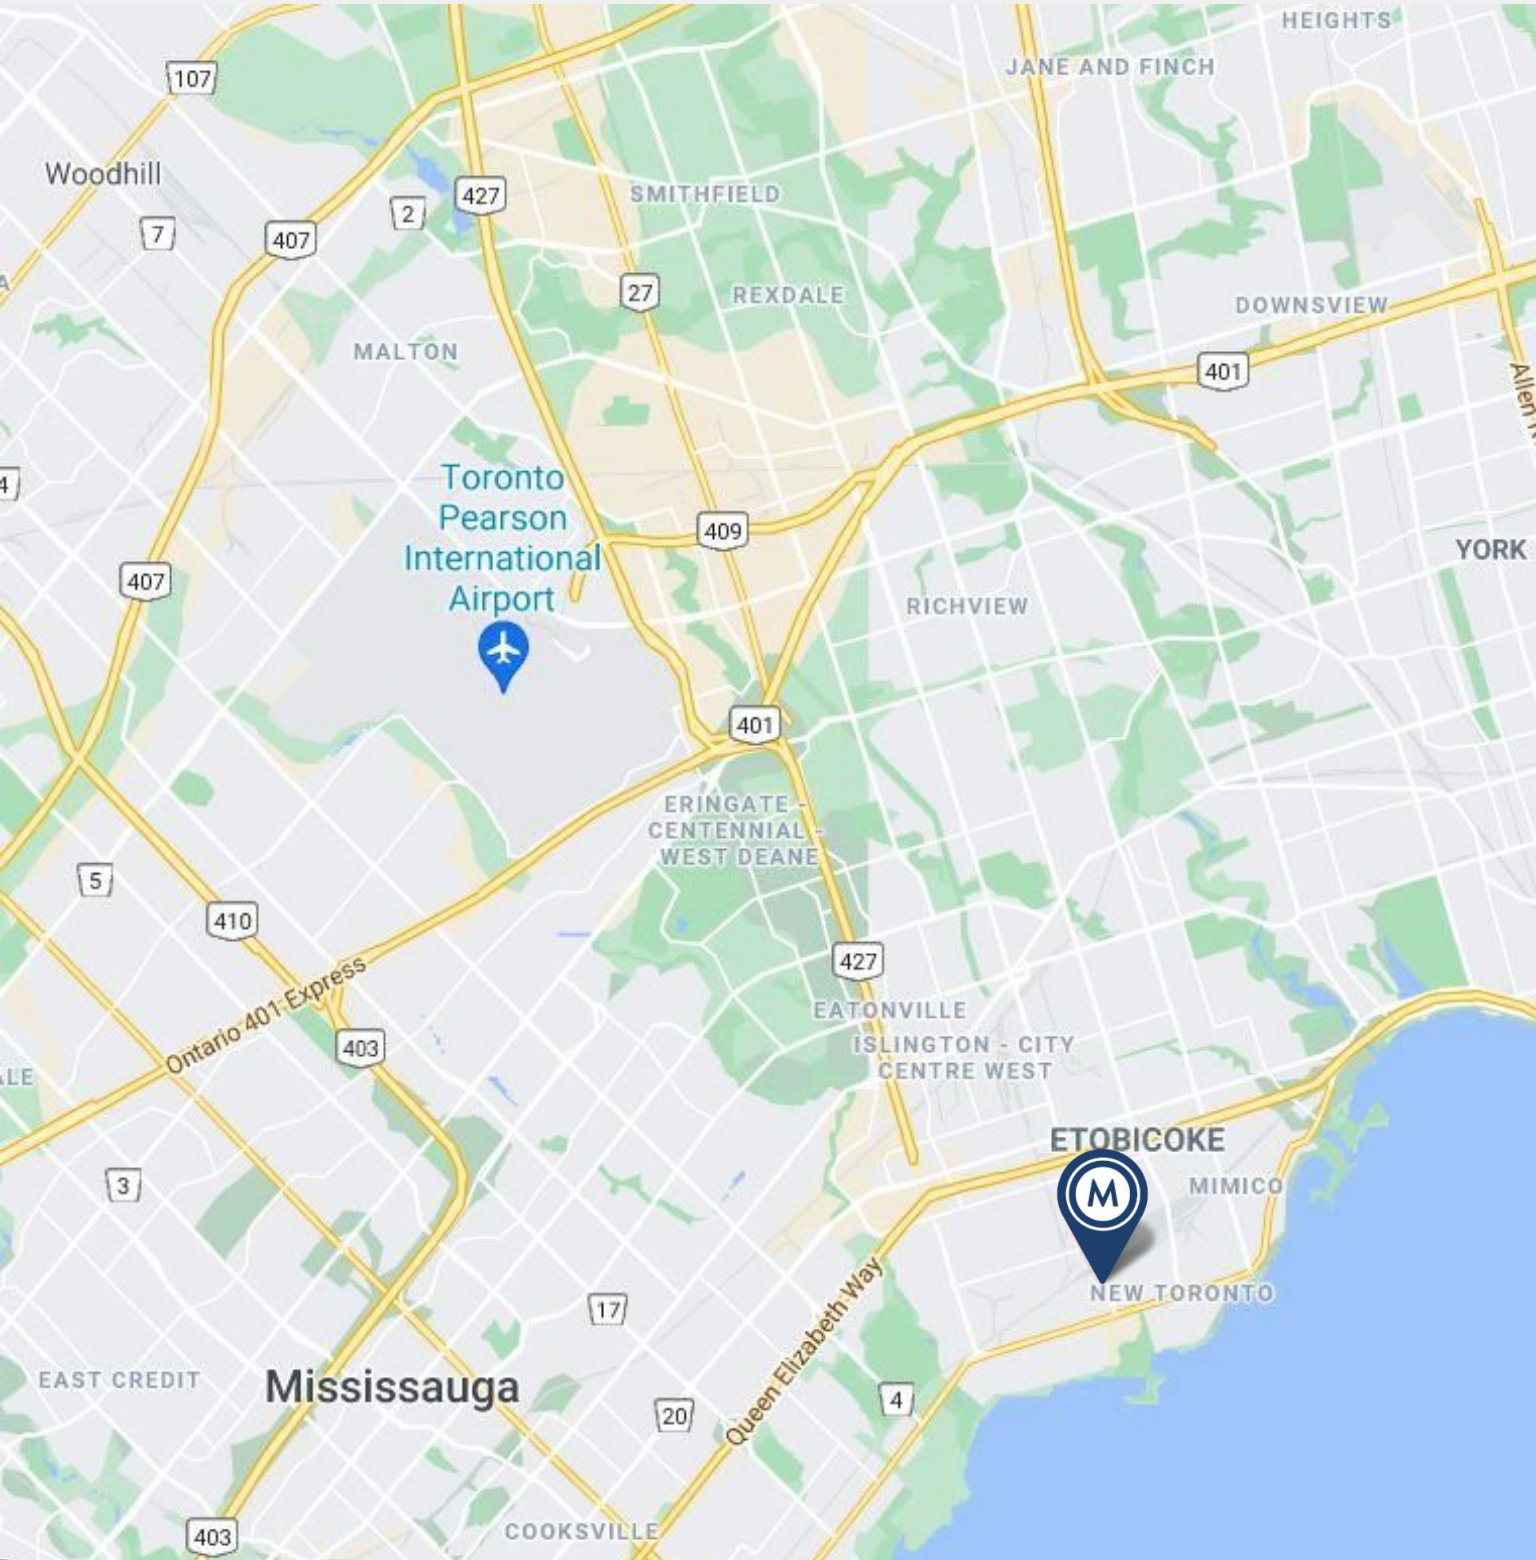 HEIGHTS
JANE AND FINCH
107
Woodhill
427
SMITHFIELD
2
7
407
27
REXDALE
DOWNSVIEW
MALTON
401
Toronto
Pearson
International
Airport
4
409
YORK
407
RICHVIEW
401
ERINGATE -
CENTENNIAL -
WEST DEANE
5
410
427
Ontario 401 Express
EATONVILLE
403
ISLINGTON - CITY
CENTRE WEST
ETOBICOKE
3
M
MIMICO
NEW TORONTO
17
Queen Elizabeth Way
EAST CREDIT
Mississauga
4
20
COOKSVILLE
403